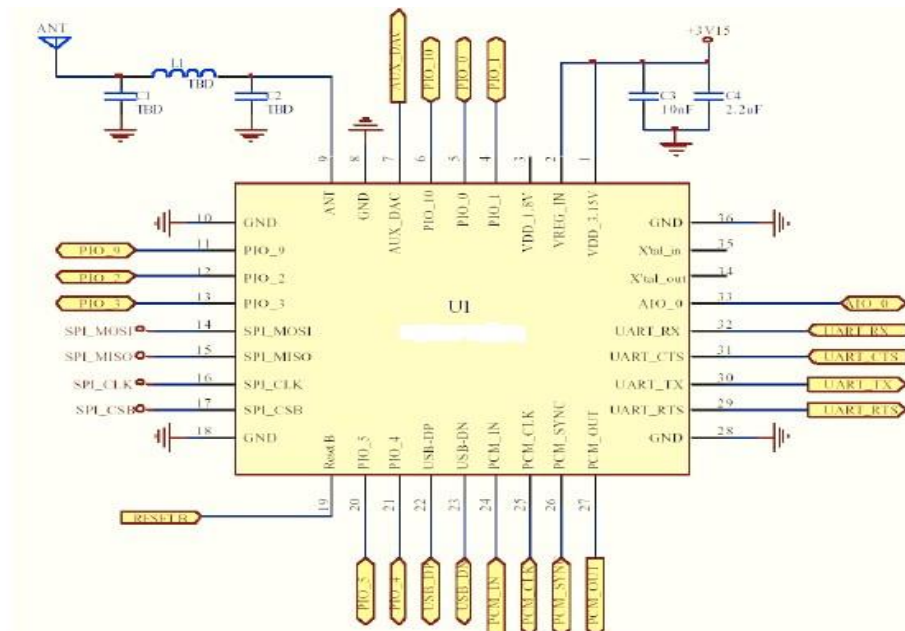 ANT
L1
TBD
C1
TBD
C2
TBD
AUX_DAC
PIO_10
PIO_0
PIO_1
+3V15
C3
10nF
C4
2.2uF
9
8
7
6
5
4
3
2
1
ANT
GND
AUX_DAC
PIO_10
PIO_0
PIO_1
VDD_1.8V
VREG_IN
VDD_3.15V
10 GND
PIO_9 11 PIO_9
PIO_2 12 PIO_2
PIO_3 13 PIO_3
SPI_MOSI 14 SPI_MOSI
SPI_MISO 15 SPI_MISO
SPI_CLK 16 SPI_CLK
SPI_CSB 17 SPI_CSB
18 GND
U1
GND 36
X'tal_in 35
X'tal_out 34
AIO_0 33 AIO_0
UART_RX 32 UART_RX
UART_CTS 31 UART_CTS
UART_TX 30 UART_TX
UART_RTS 29 UART_RTS
GND 28
ResetB
PIO_5
PIO_4
USB-DP
USB-DN
PCM_IN
PCM_CLK
PCM_SYNC
PCM_OUT
19
20
21
22
23
24
25
26
27
RESETB
PIO_5
PIO_4
USB_DP
USB_DN
PCM_IN
PCM_CLK
PCM_SYNC
PCM_OUT